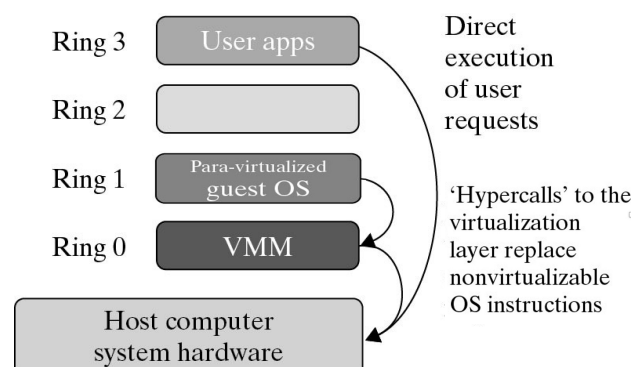 Ring 3
User apps
Direct
execution
of user
requests
Ring 2
Ring 1
Para-virtualized
guest OS
‘Hypercalls’ to the
virtualization
layer replace
nonvirtualizable
OS instructions
Ring 0
VMM
Host computer
system hardware